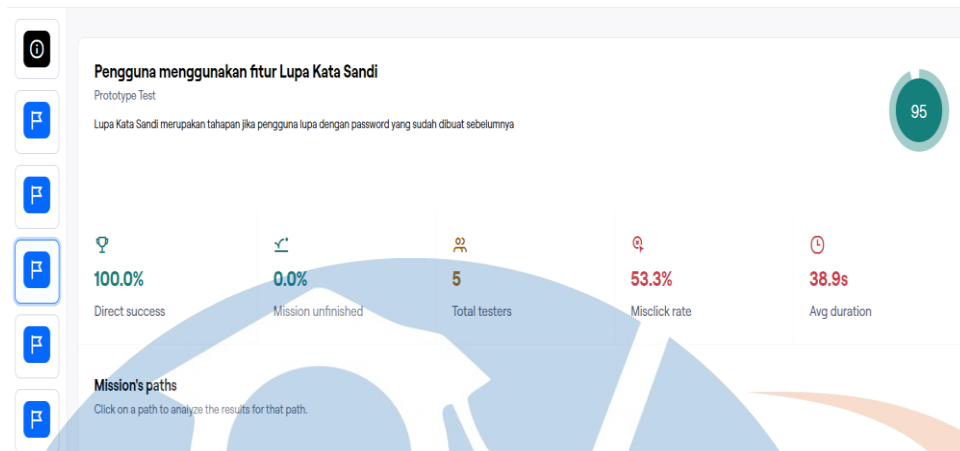 Pengguna menggunakan fitur Lupa Kata Sandi
Prototype Test
Lupa Kata Sandi merupakan tahapan jika pengguna lupa dengan password yang sudah dibuat sebelumnya
95
100.0%
Direct success
0.0%
Mission unfinished
5
Total testers
53.3%
Misclick rate
38.9s
Avg duration
Mission's paths
Click on a path to analyze the results for that path.